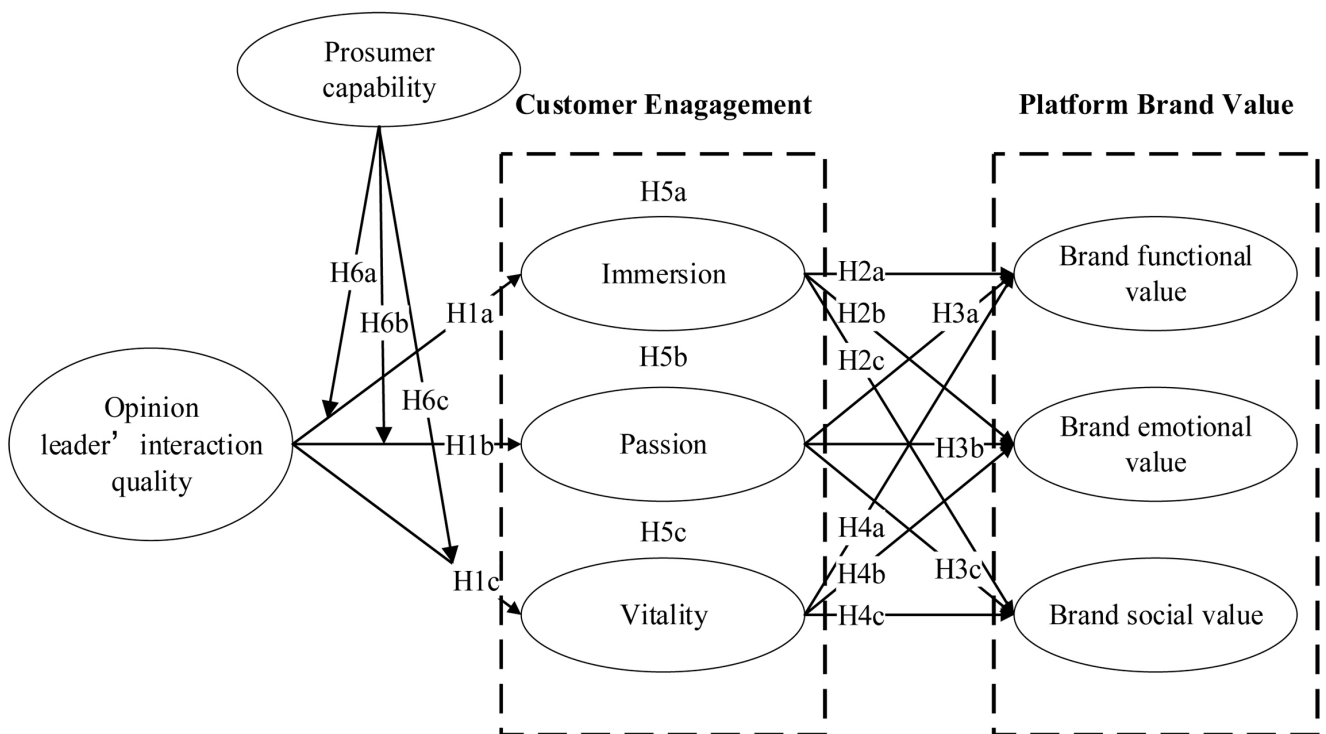 Prosumer
capability
Customer Enagagement
Platform Brand Value
H5a
Immersion
H2a
Brand functional
value
H6a
H6b
H1a
H2b
H3a
H5b
H2c
H6c
Opinion
leader’ interaction
quality
H1b
Passion
H3b
Brand emotional
value
H5c
H4a
H4b
H3c
H1c
Vitality
H4c
Brand social value